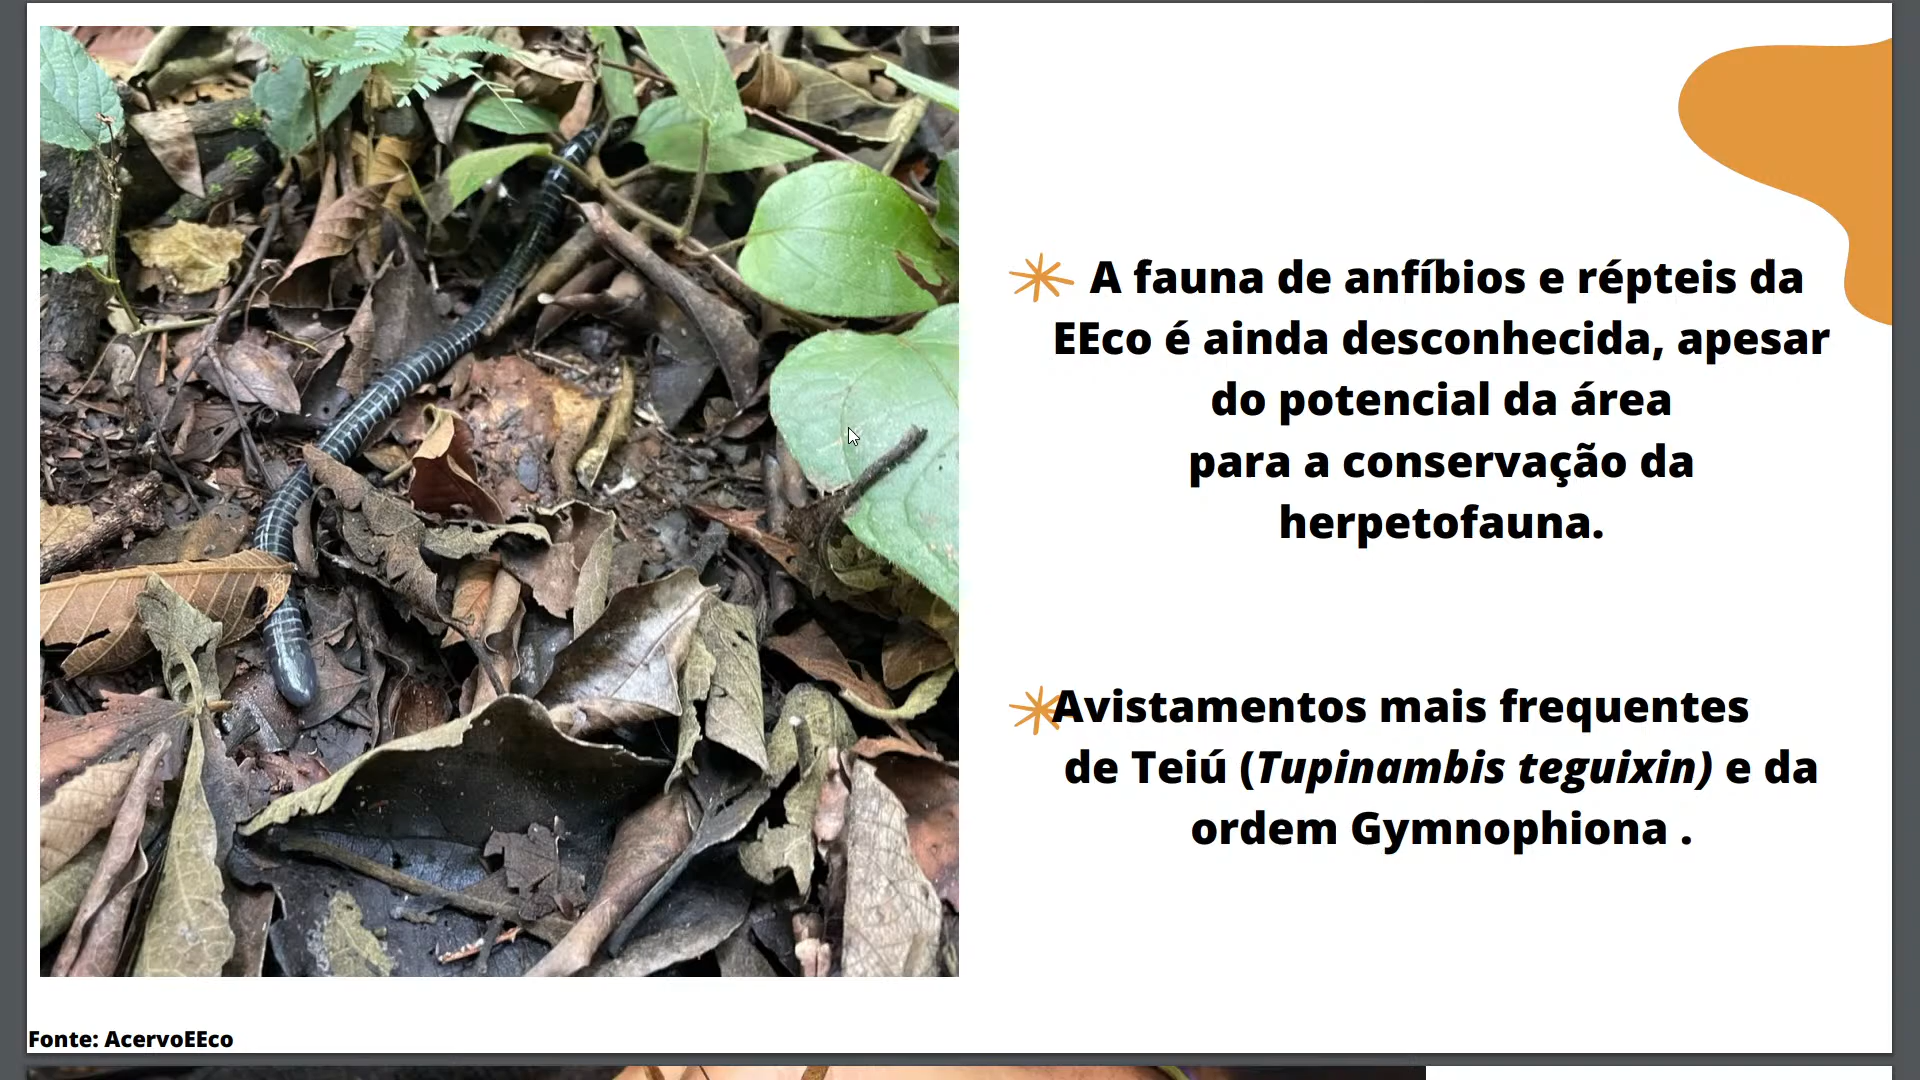 A fauna de anfíbios e répteis da
EEco é ainda desconhecida, apesar
do potencial da área
para a conservação da
herpetofauna.
Avistamentos mais frequentes
de Teiú (Tupinambis teguixin) e da
ordem Gymnophiona .
Fonte: AcervoEEco